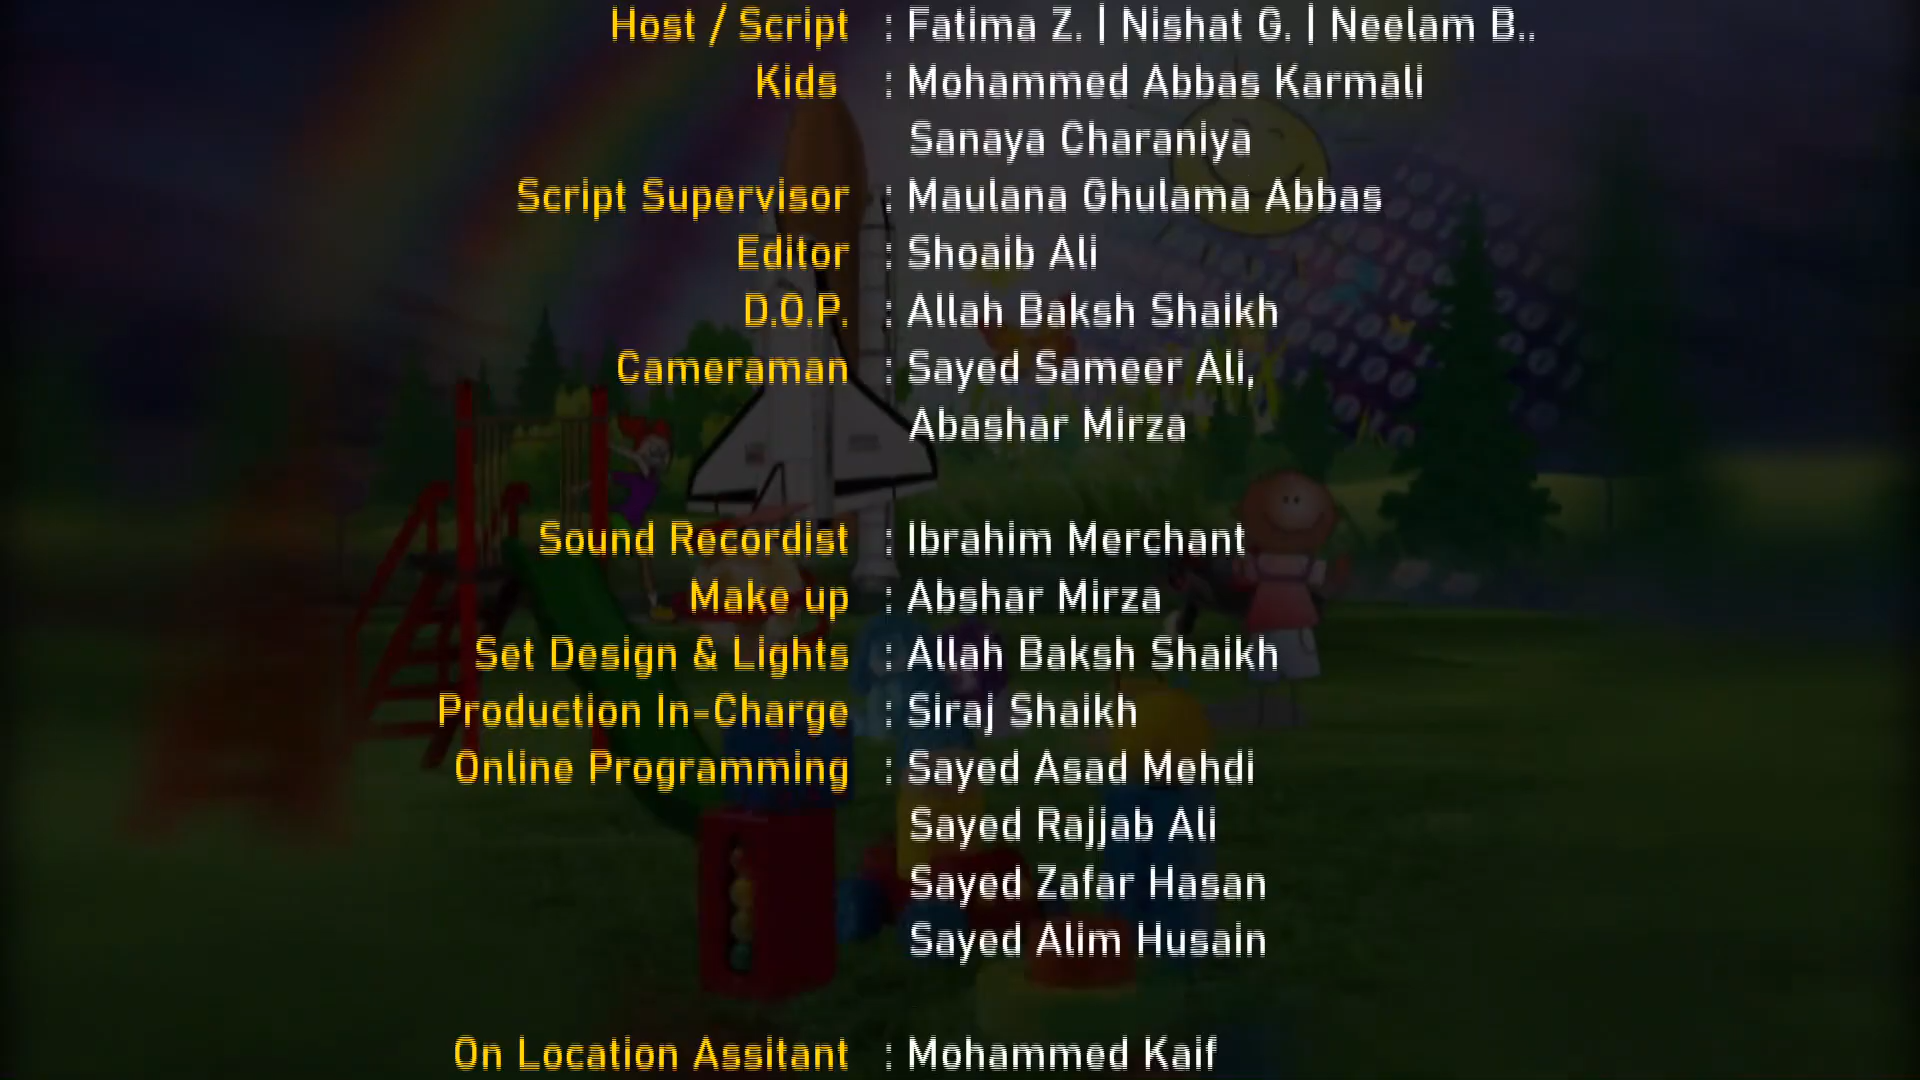 Host / Script : Fatima Z. | Nishat G. | Neelam B..
Kids : Mohammed Abbas Karmali
Sanaya Charaniya
Script Supervisor : Maulana Ghulama Abbas
Editor : Shoaib Ali
D.O.P. : Allah Baksh Shaikh
Cameraman : Sayed Sameer Ali,
Abashar Mirza
Sound Recordist : Ibrahim Merchant
Make up : Abshar Mirza
Set Design & Lights : Allah Baksh Shaikh
Production In-Charge : Siraj Shaikh
Online Programming : Sayed Asad Mehdi
Sayed Rajjab Ali
Sayed Zafar Hasan
Sayed Alim Husain
On Location Assitant : Mohammed Kaif